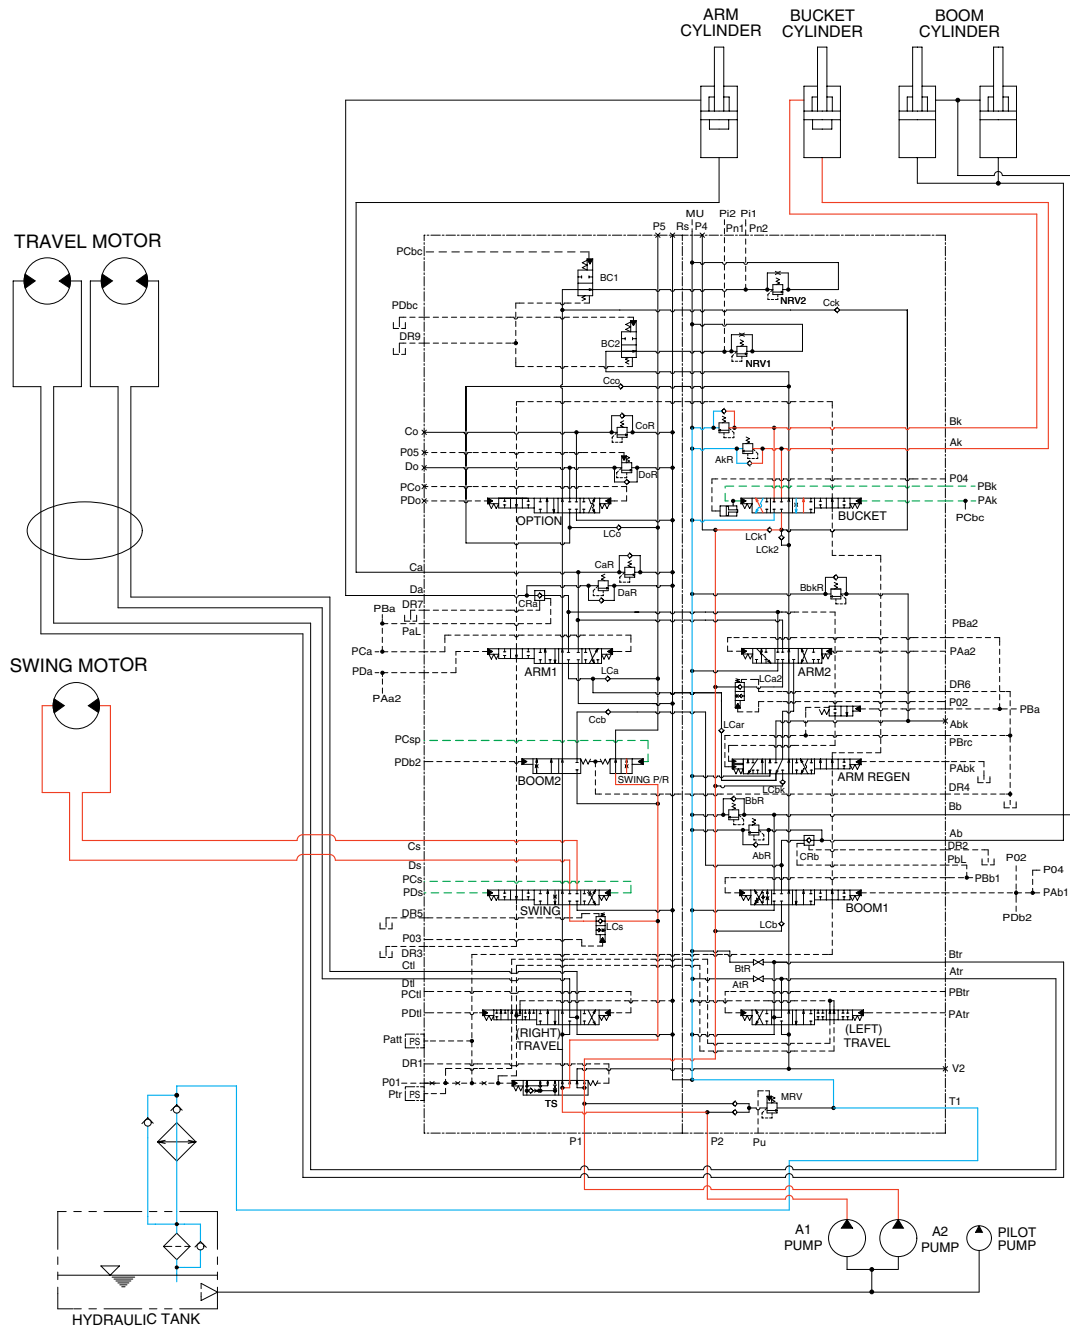 ARM
CYLINDER
BUCKET
CYLINDER
BOOM
CYLINDER
TRAVEL MOTOR
SWING MOTOR
P5
Rs
MU
P4
Pi2
Pn1
Pi1
Pn2
PCbc
BC1
NRV2
Cck
PDbc
DR9
BC2
NRV1
Cco
Co
CoR
P05
Do
DoR
PCo
PDo
OPTION
LCo
Bk
Ak
AkR
P04
PBk
PAk
PCbc
BUCKET
LCk1
LCk2
Ca
CaR
Da
DaR
CRa
DR7
PBa
PaL
PCa
PDa
PAa2
ARM1
LCa
BbkR
PBa2
PAa2
ARM2
LCa2
DR6
P02
PBa
Abk
PBrc
PAbk
LCar
ARM REGEN
LCbk
DR4
Ccb
PCsp
PDb2
BOOM2
SWING P/R
BbR
Bb
AbR
CRb
Ab
DR2
PbL
P02
P04
PBb1
PAb1
PDb2
BOOM1
LCb
Cs
Ds
PCs
PDs
SWING
DR5
LCs
P03
DR3
Ctl
Dtl
PCtl
PDtl
(RIGHT)
TRAVEL
BtR
AtR
Btr
Atr
PBtr
PAtr
(LEFT)
TRAVEL
Patt
PS
DR1
P01
Ptr
PS
TS
V2
T1
MRV
P1
P2
Pu
A1
PUMP
A2
PUMP
PILOT
PUMP
HYDRAULIC TANK